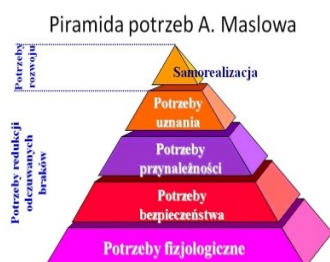 Piramida potrzeb A. Maslowa
Potrzeby
rozwoju
Samorealizacja
Potrzeby
uznania
Potrzeby
przynależności
Potrzeby redukcji
odczuwanych
braków
Potrzeby
bezpieczeństwa
Potrzeby fizjologiczne